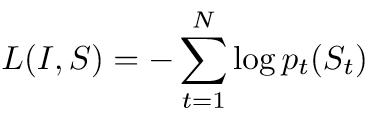 L(I, S) = -\sum_{t=1}^{N} \log p_t(S_t)